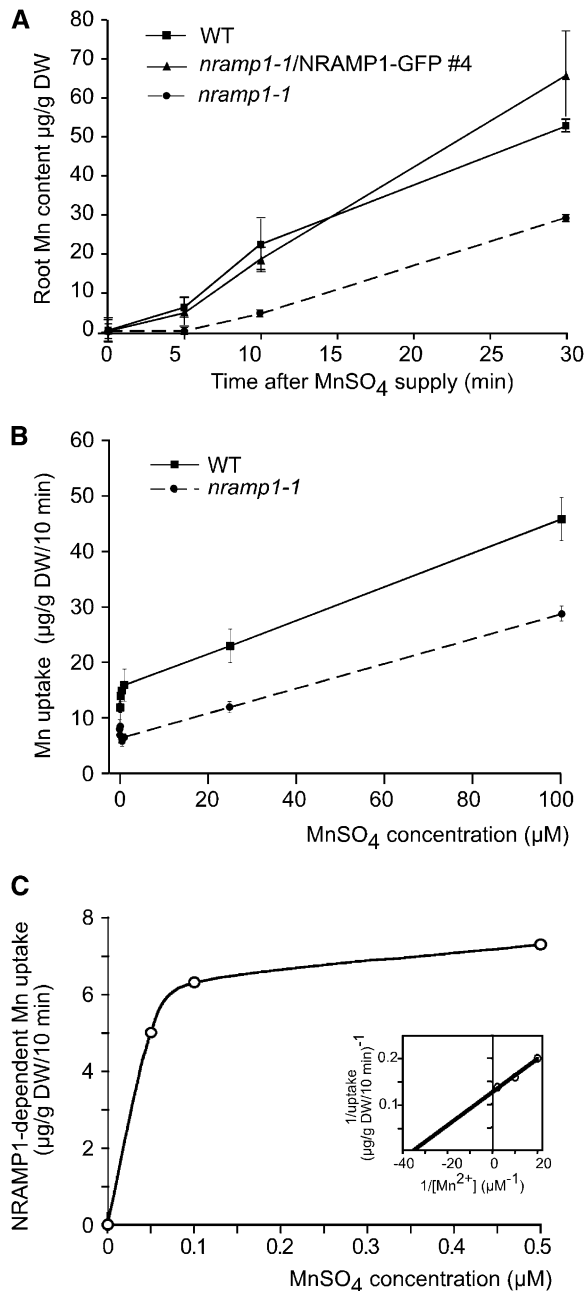 A
80
70
60
50
40
30
20
10
0
Root Mn content µg/g DW
WT
nramp1-1/NRAMP1-GFP #4
nramp1-1
0 5 10 15 20 25 30
Time after MnSO4 supply (min)
B
60
50
40
30
20
10
0
Mn uptake (µg/g DW/10 min)
WT
nramp1-1
0 20 40 60 80 100
MnSO4 concentration (µM)
C
8
6
4
2
0
NRAMP1-dependent Mn uptake
(µg/g DW/10 min)
0.2
0.1
1/uptake
(µg/g DW/10 min)-1
-40 -20 0 20
1/[Mn2+] (µM-1)
0 0.1 0.2 0.3 0.4 0.5
MnSO4 concentration (µM)